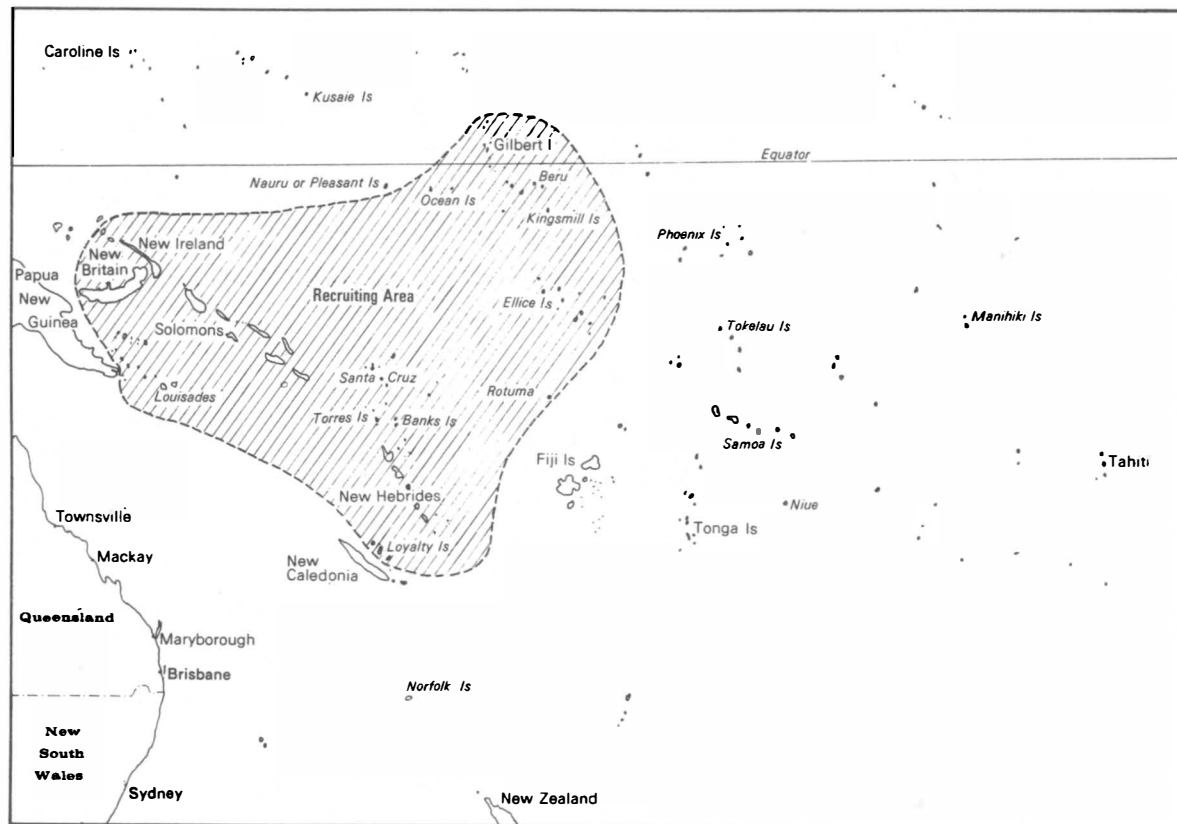 Caroline Is
Kusaie Is
Gilbert I
Equator
Nauru or Pleasant Is
Ocean Is
Beru
Kingsmill Is
Phoenix Is
New Ireland
New
Britain
Papua
New
Guinea
Recruiting Area
Ellice Is
Solomons
Tokelau Is
Manihiki Is
Louisades
Santa Cruz
Rotuma
Torres Is
Banks Is
Samoa Is
Fiji Is
Tahiti
New Hebrides
Niue
Tonga Is
Townsville
Mackay
Loyalty Is
New
Caledonia
Queensland
Maryborough
Brisbane
Norfolk Is
New
South
Wales
Sydney
New Zealand